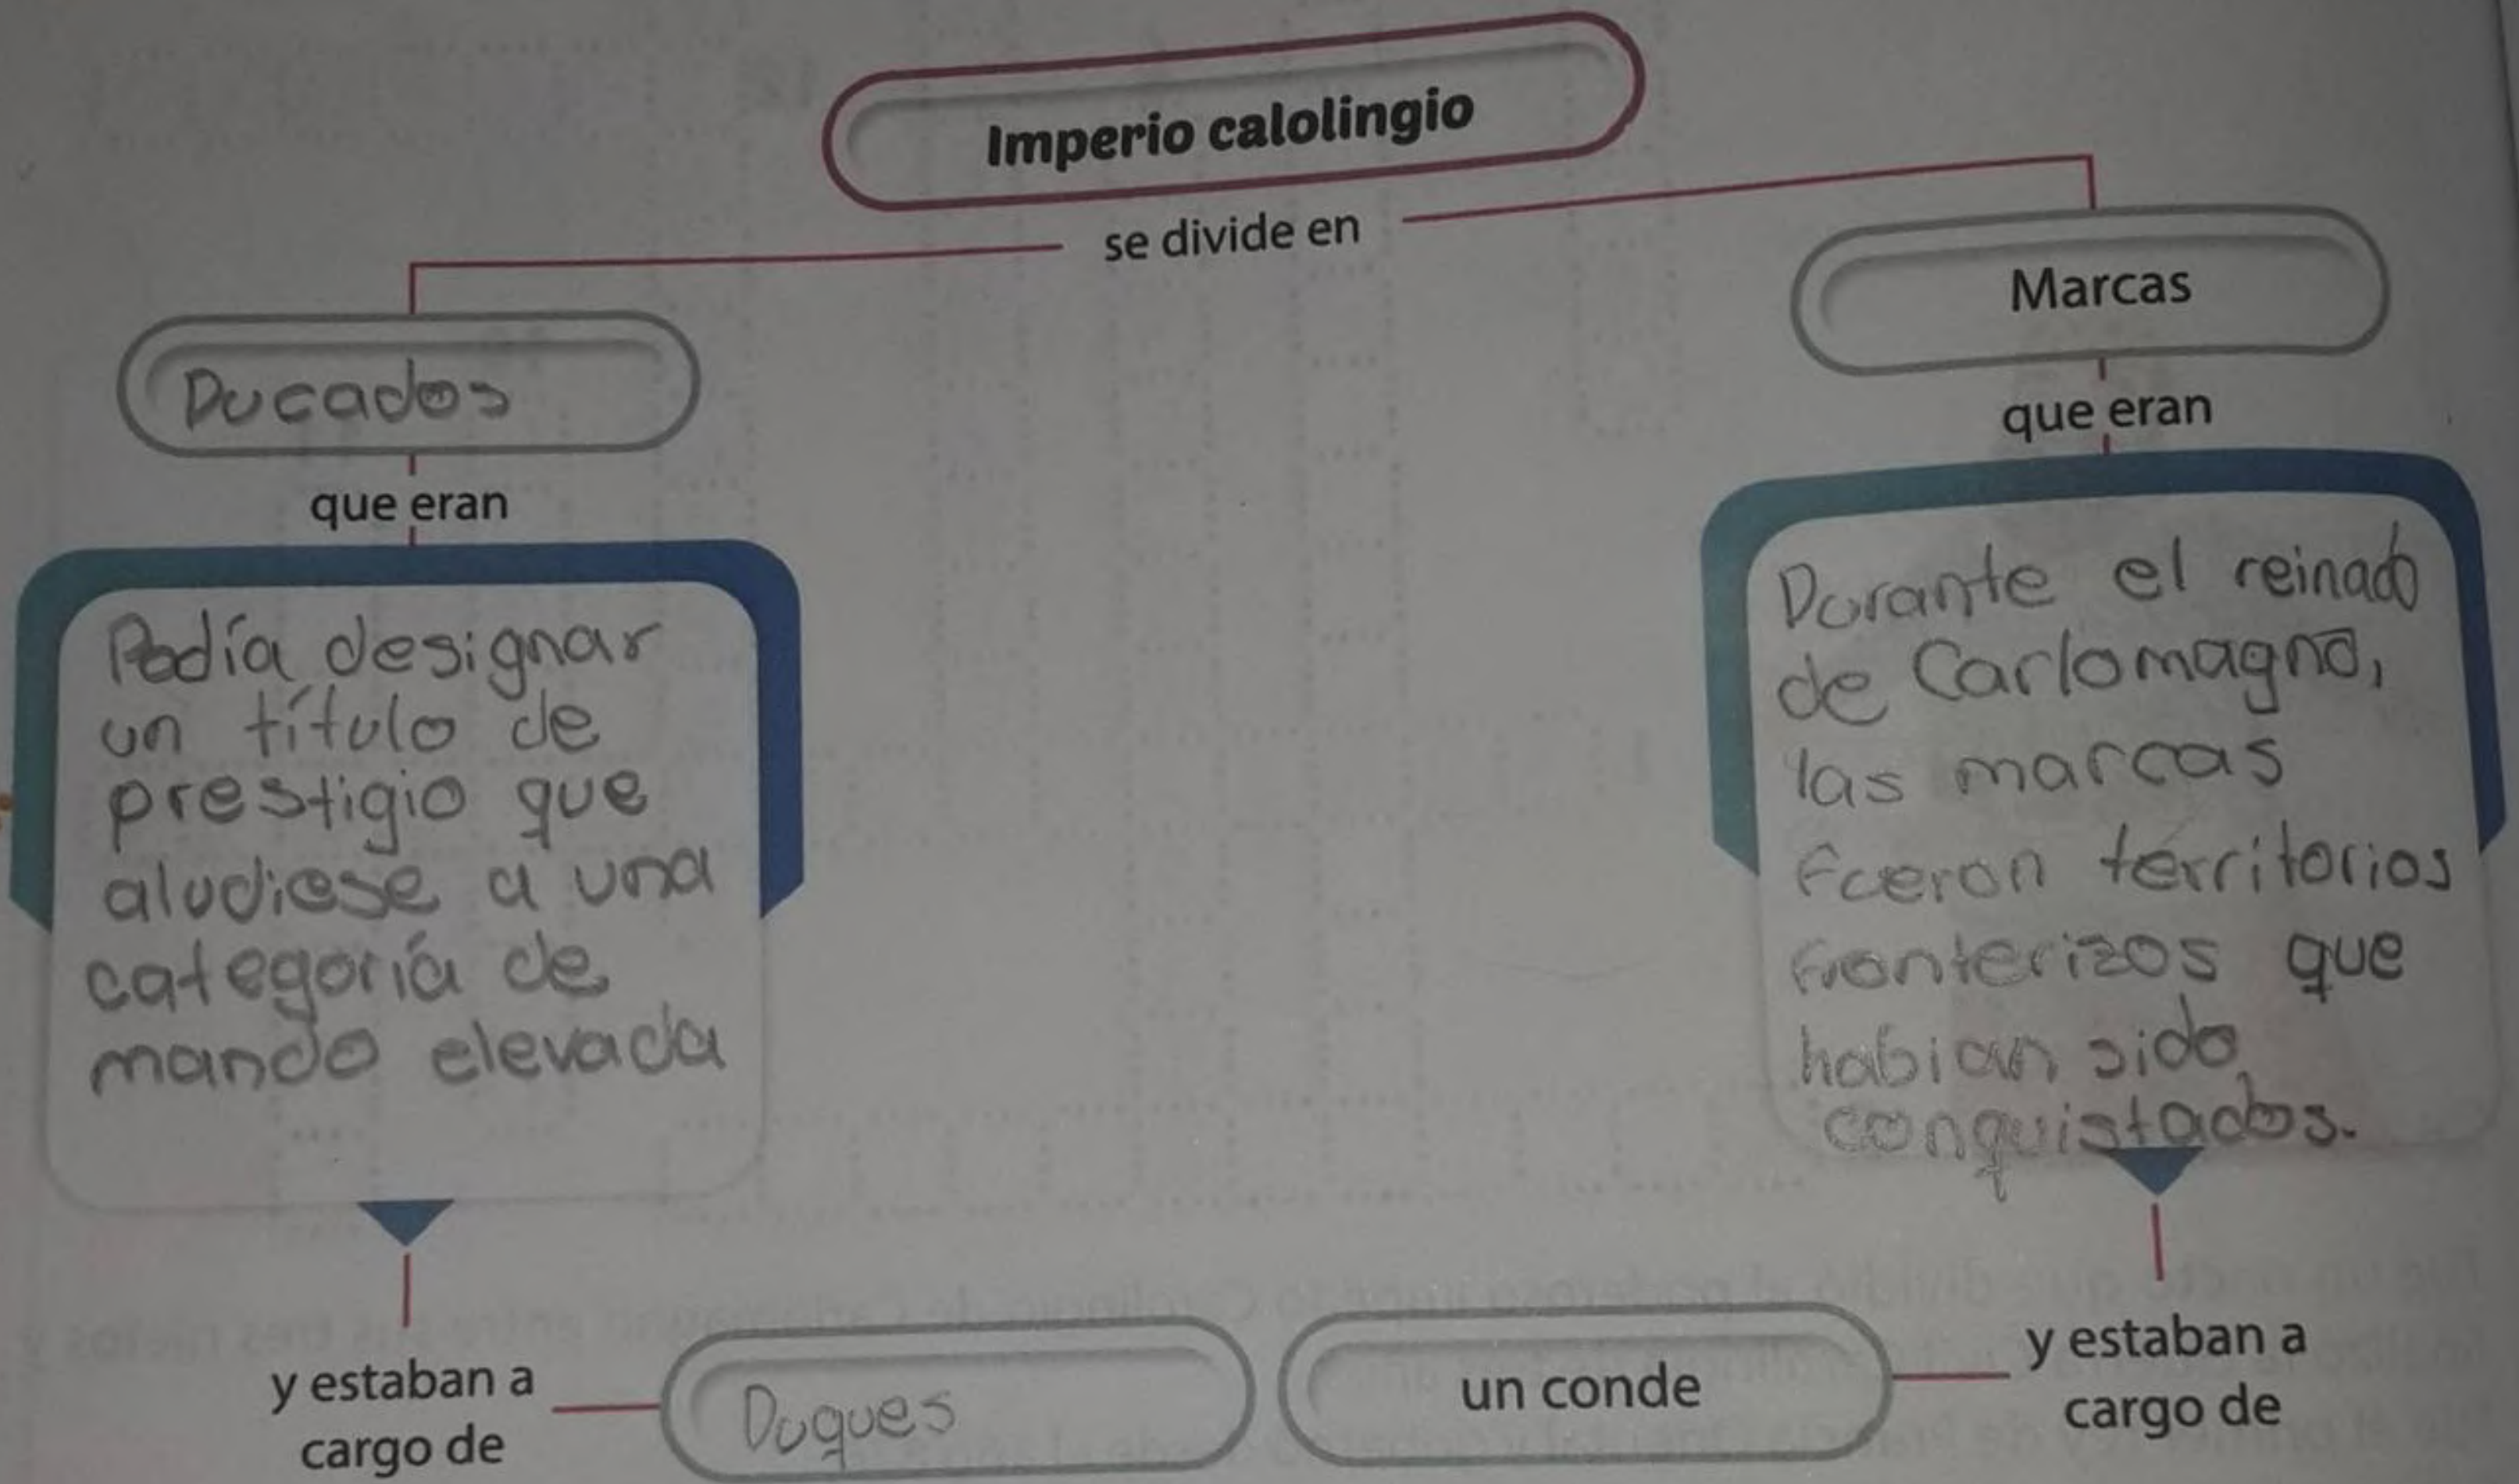 Imperio calolingio
se divide en
Ducados
que eran
Podía designar
un título de
prestigio que
aludiese a una
categoría de
mando elevada
y estaban a
cargo de
Duques
Marcas
que eran
Durante el reinado
de Carlomagno,
las marcas
fueron territorios
fronterizos que
habian sido
conquistados.
y estaban a
cargo de
un conde